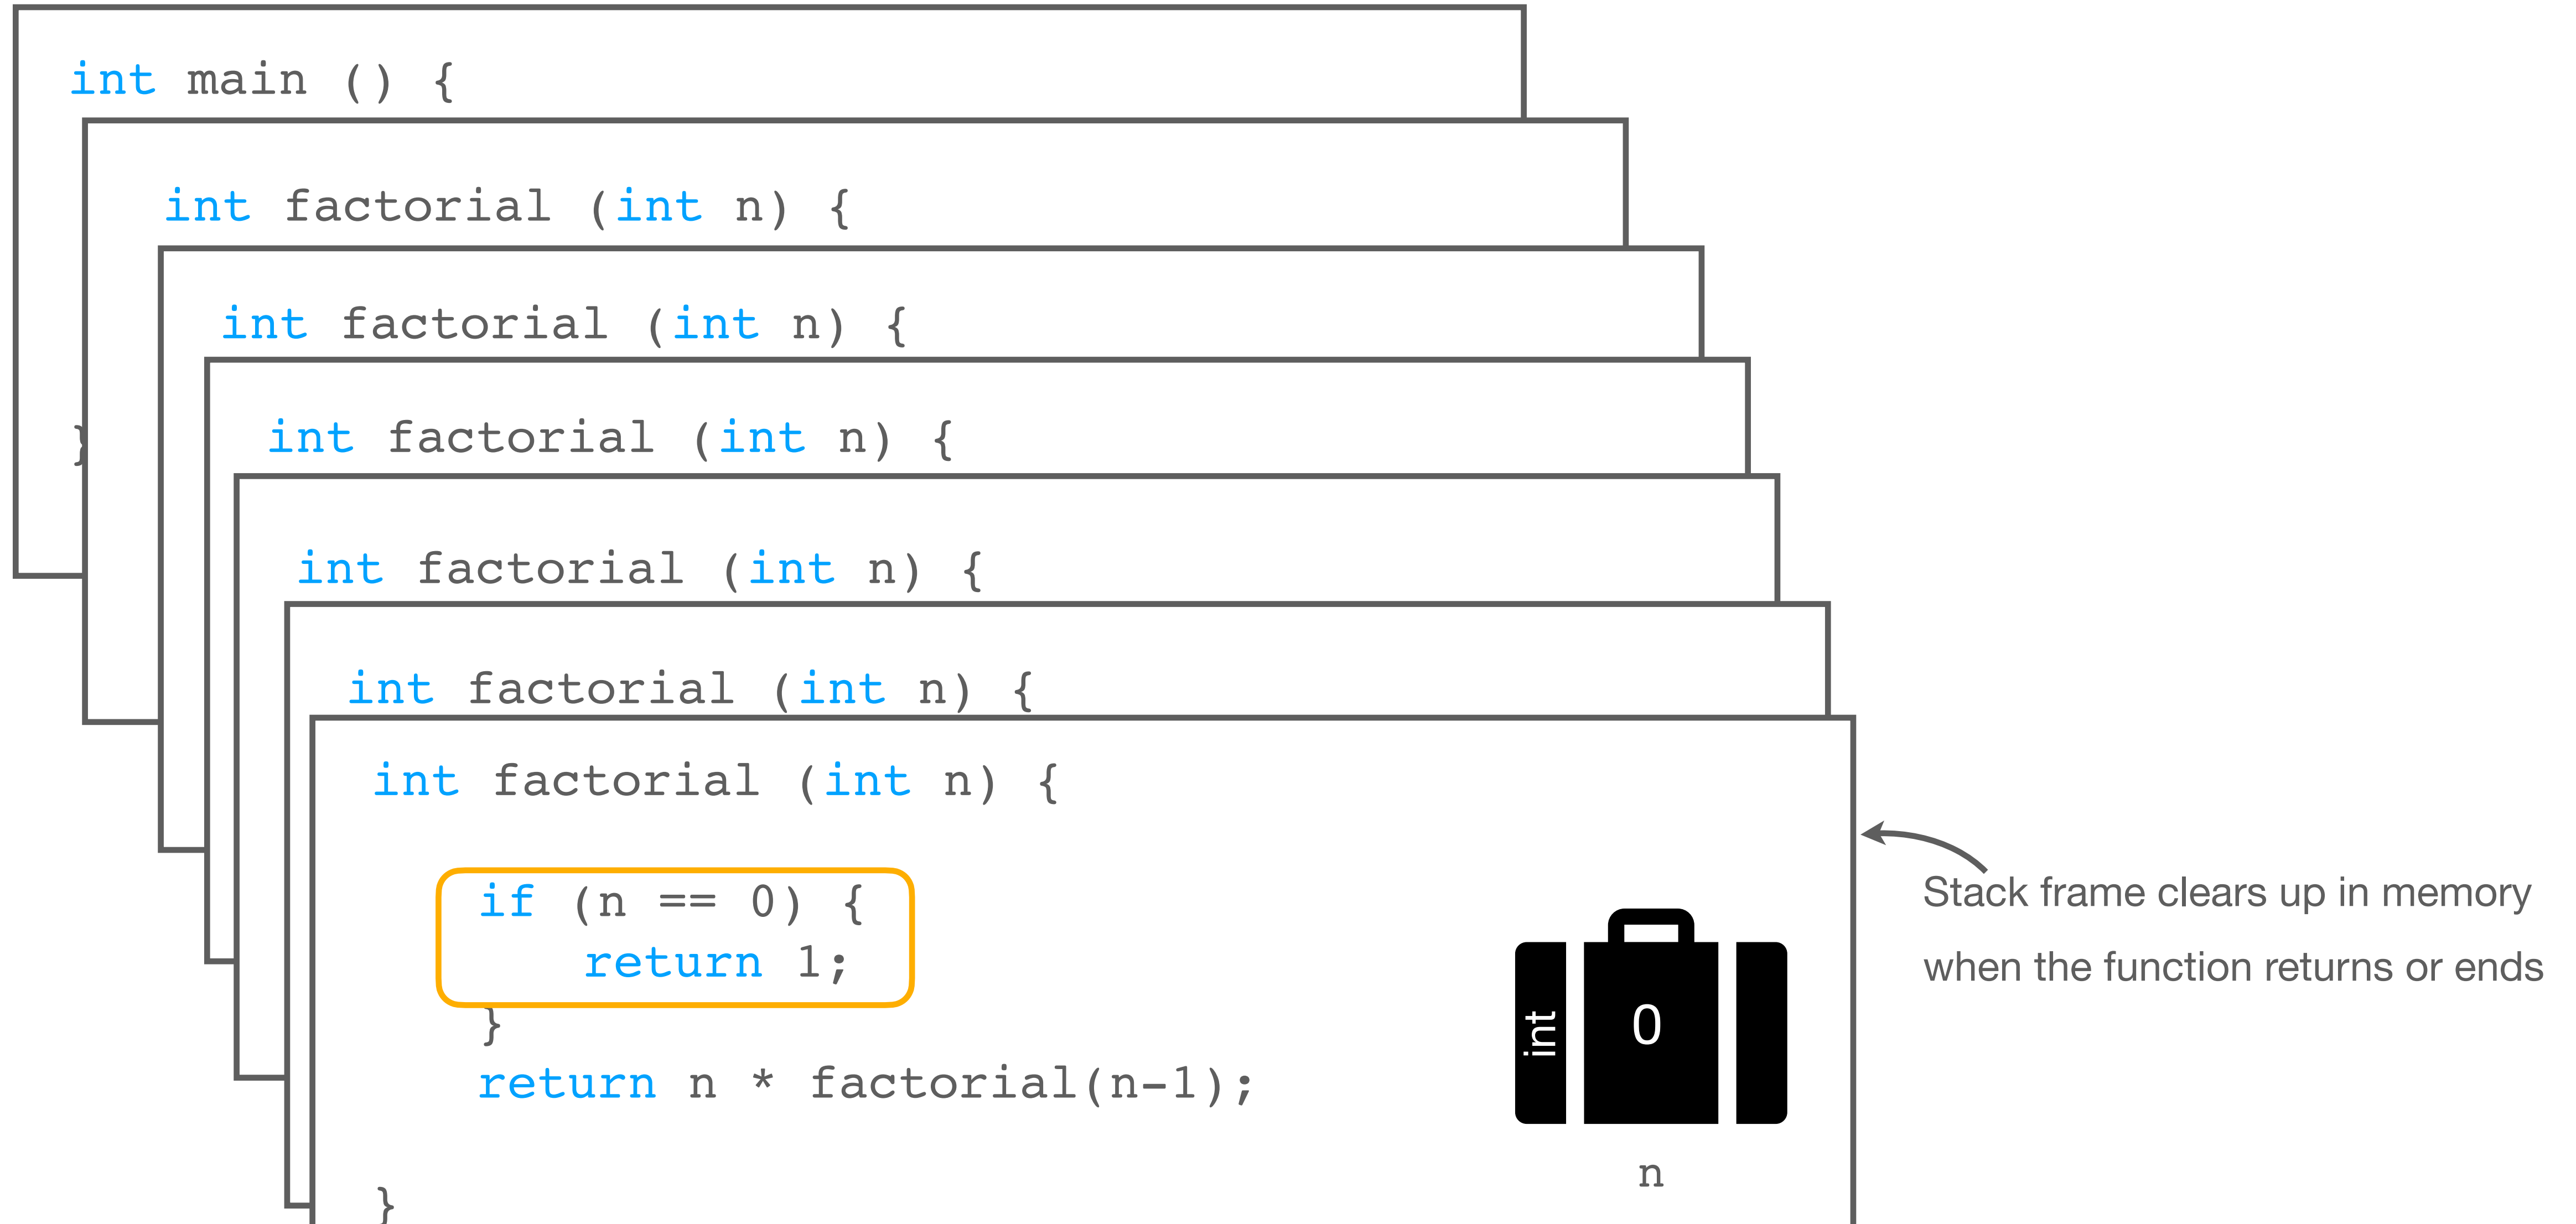 int main () {
int factorial (int n) {
int factorial (int n) {
int factorial (int n) {
}
int factorial (int n) {
int factorial (int n) {
int factorial (int n) {
if (n == 0) {
return 1;
}
return n * factorial(n-1);
}
int
0
n
Stack frame clears up in memory
when the function returns or ends